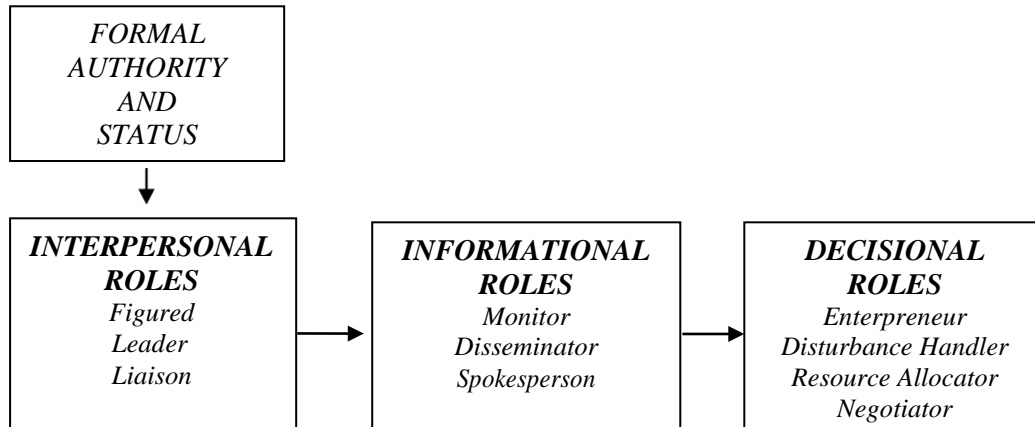 FORMAL
AUTHORITY
AND
STATUS
INTERPERSONAL
ROLES
Figured
Leader
Liaison
INFORMATIONAL
ROLES
Monitor
Disseminator
Spokesperson
DECISIONAL
ROLES
Enterpreneur
Disturbance Handler
Resource Allocator
Negotiator